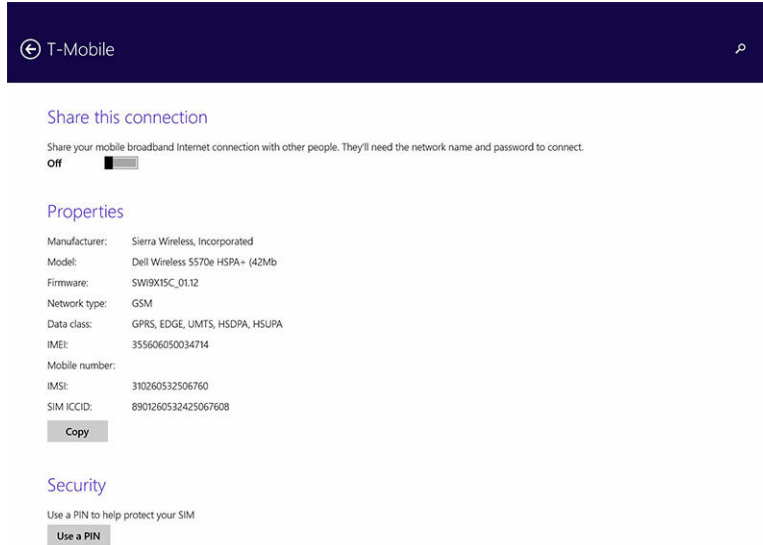 T-Mobile
Share this connection
Share your mobile broadband Internet connection with other people. They'll need the network name and password to connect.
Off
Properties
Manufacturer: Sierra Wireless, Incorporated
Model: Dell Wireless 5570e HSPA+ (42Mb
Firmware: SWI9X15C_01.12
Network type: GSM
Data class: GPRS, EDGE, UMTS, HSDPA, HSUPA
IMEI: 355606050034714
Mobile number:
IMSI: 310260532506760
SIM ICCID: 8901260532425067608
Copy
Security
Use a PIN to help protect your SIM
Use a PIN